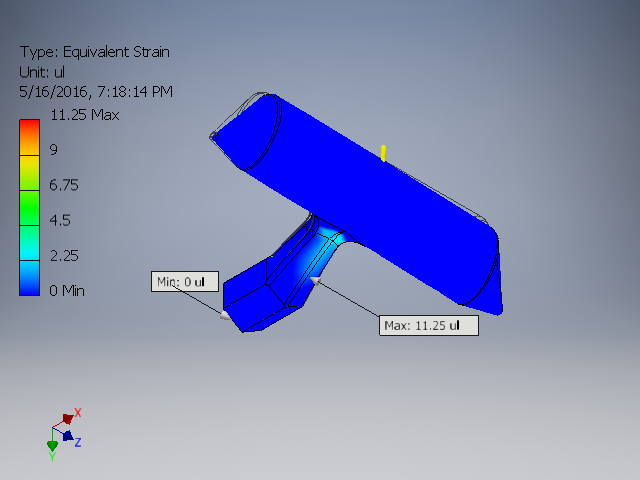 Type: Equivalent Strain
Unit: ul
5/16/2016, 7:18:14 PM
11.25 Max
9
6.75
4.5
2.25
0 Min
Min: 0 ul
Max: 11.25 ul
X
Z
Y